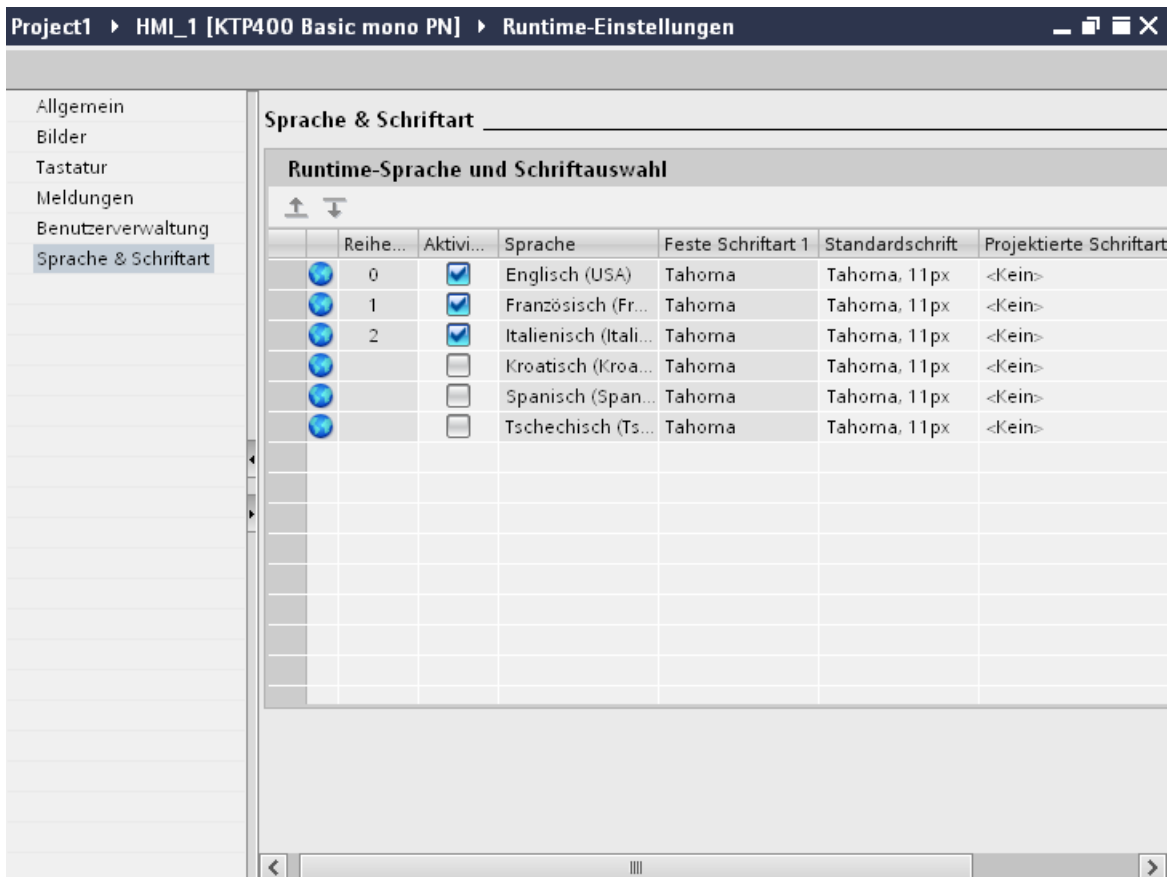 Project1 ▸ HMI_1 [KTP400 Basic mono PN] ▸ Runtime-Einstellungen
Allgemein
Bilder
Tastatur
Meldungen
Benutzerverwaltung
Sprache & Schriftart
Sprache & Schriftart
Runtime-Sprache und Schriftauswahl
Reihe... Aktivi... Sprache Feste Schriftart 1 Standardschrift Projektierte Schriftart
0 Englisch (USA) Tahoma Tahoma, 11px <Kein>
1 Französisch (Fr... Tahoma Tahoma, 11px <Kein>
2 Italienisch (Itali... Tahoma Tahoma, 11px <Kein>
Kroatisch (Kroa... Tahoma Tahoma, 11px <Kein>
Spanisch (Span... Tahoma Tahoma, 11px <Kein>
Tschechisch (Ts... Tahoma Tahoma, 11px <Kein>